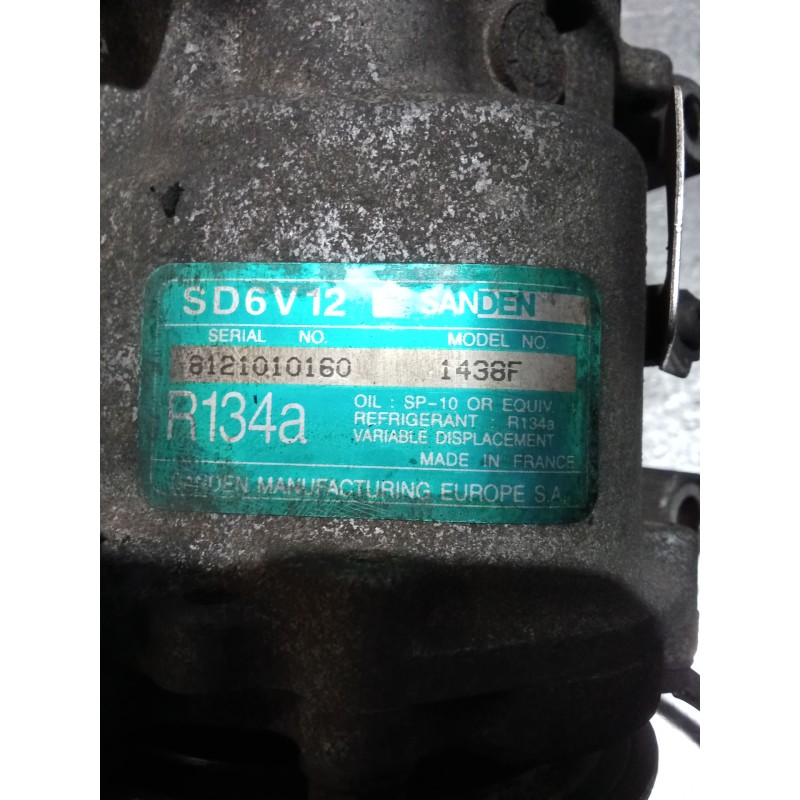 SD6V12 SANDEN
SERIAL NO. MODEL NO.
8121010160 1438F
R134a
OIL : SP-10 OR EQUIV
REFRIGERANT : R134a
VARIABLE DISPLACEMENT
MADE IN FRANCE
SANDEN MANUFACTURING EUROPE S.A.